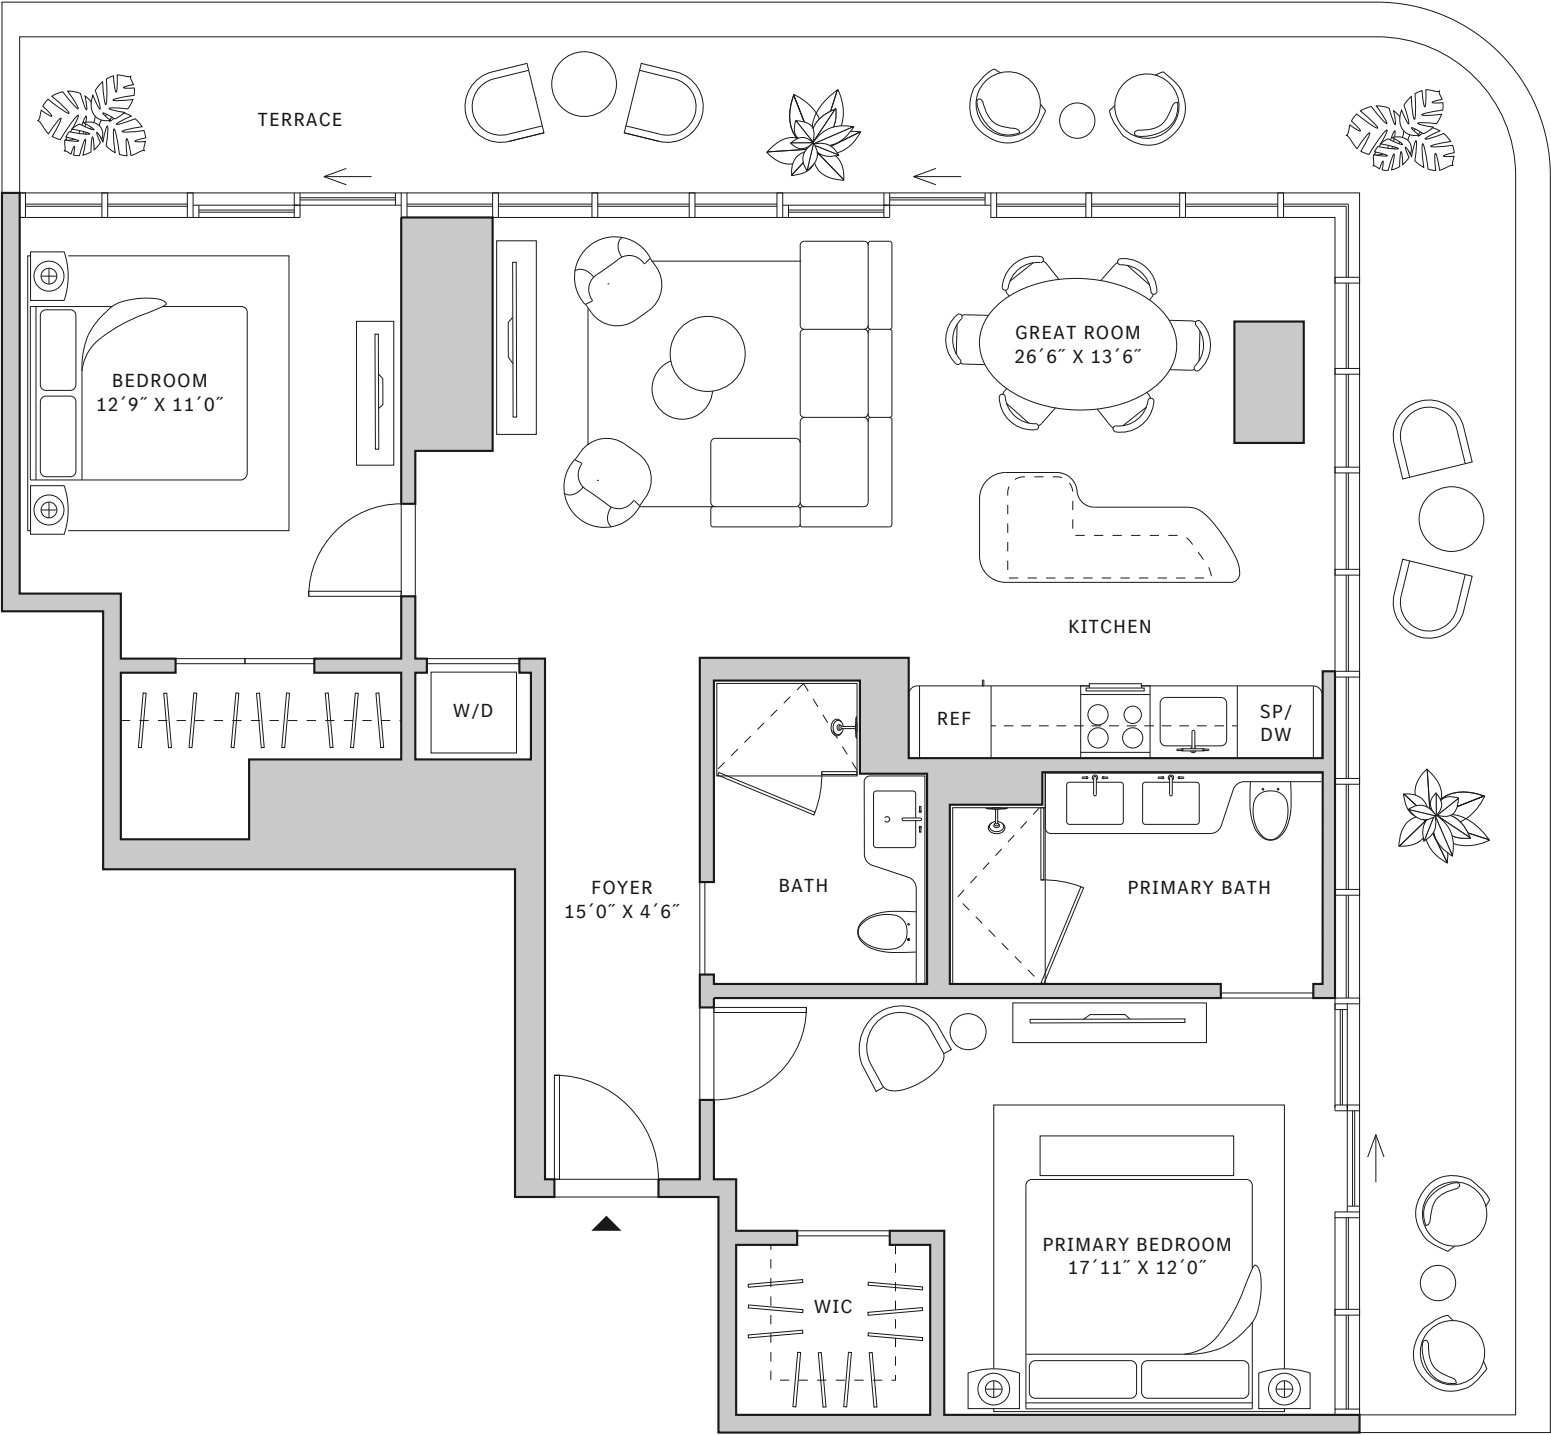 TERRACE
GREAT ROOM
26´6˝ X 13´6˝
BEDROOM
12´9˝ X 11´0˝
KITCHEN
W/D
REF
SP/
DW
FOYER
15´0˝ X 4´6˝
BATH
PRIMARY BATH
PRIMARY BEDROOM
17´11˝ X 12´0˝
WIC